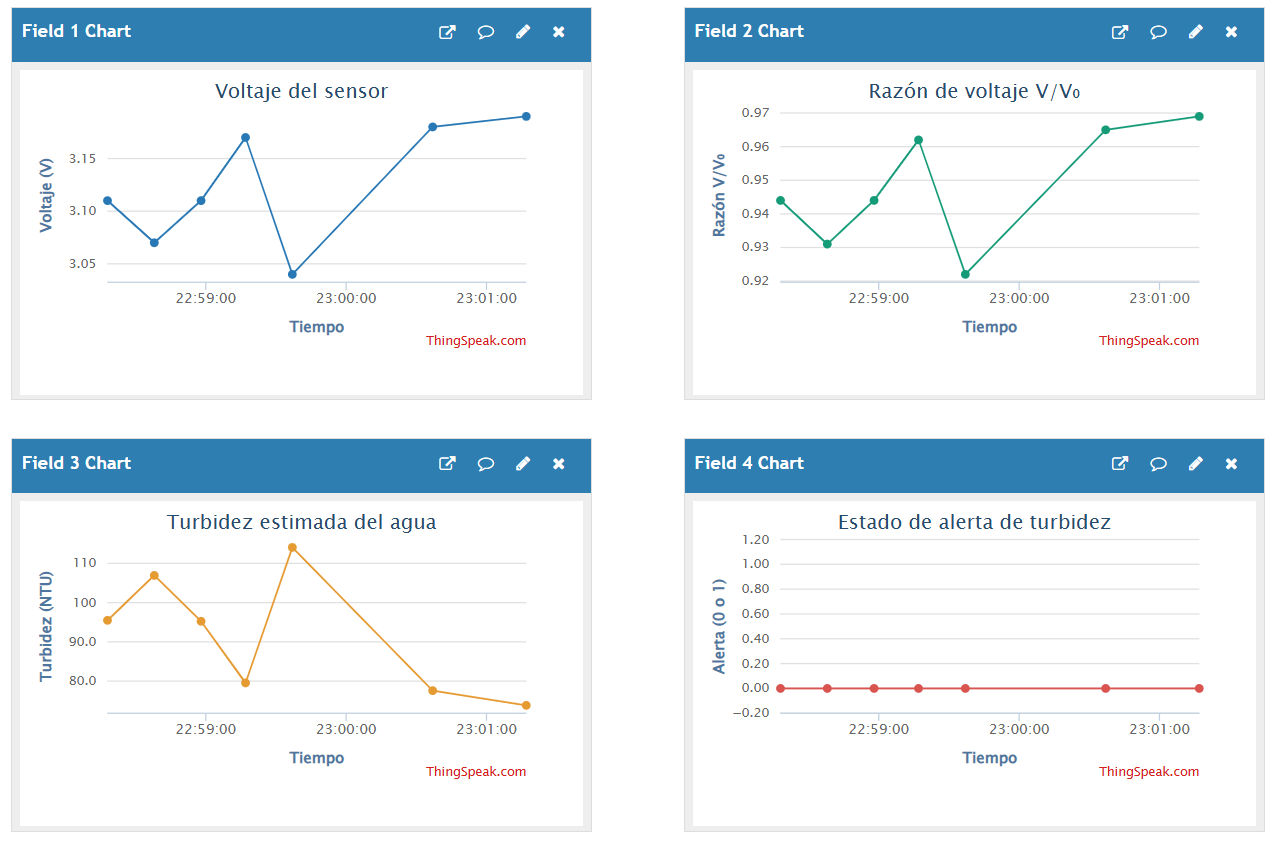 Field 1 Chart
Voltaje del sensor
Voltaje (V)
3.15
3.10
3.05
22:59:00 23:00:00 23:01:00
Tiempo
ThingSpeak.com
Field 2 Chart
Razón de voltaje V/V₀
Razón V/V₀
0.97
0.96
0.95
0.94
0.93
0.92
22:59:00 23:00:00 23:01:00
Tiempo
ThingSpeak.com
Field 3 Chart
Turbidez estimada del agua
Turbidez (NTU)
110
100
90.0
80.0
22:59:00 23:00:00 23:01:00
Tiempo
ThingSpeak.com
Field 4 Chart
Estado de alerta de turbidez
Alerta (0 o 1)
1.20
1.00
0.80
0.60
0.40
0.20
0.00
−0.20
22:59:00 23:00:00 23:01:00
Tiempo
ThingSpeak.com